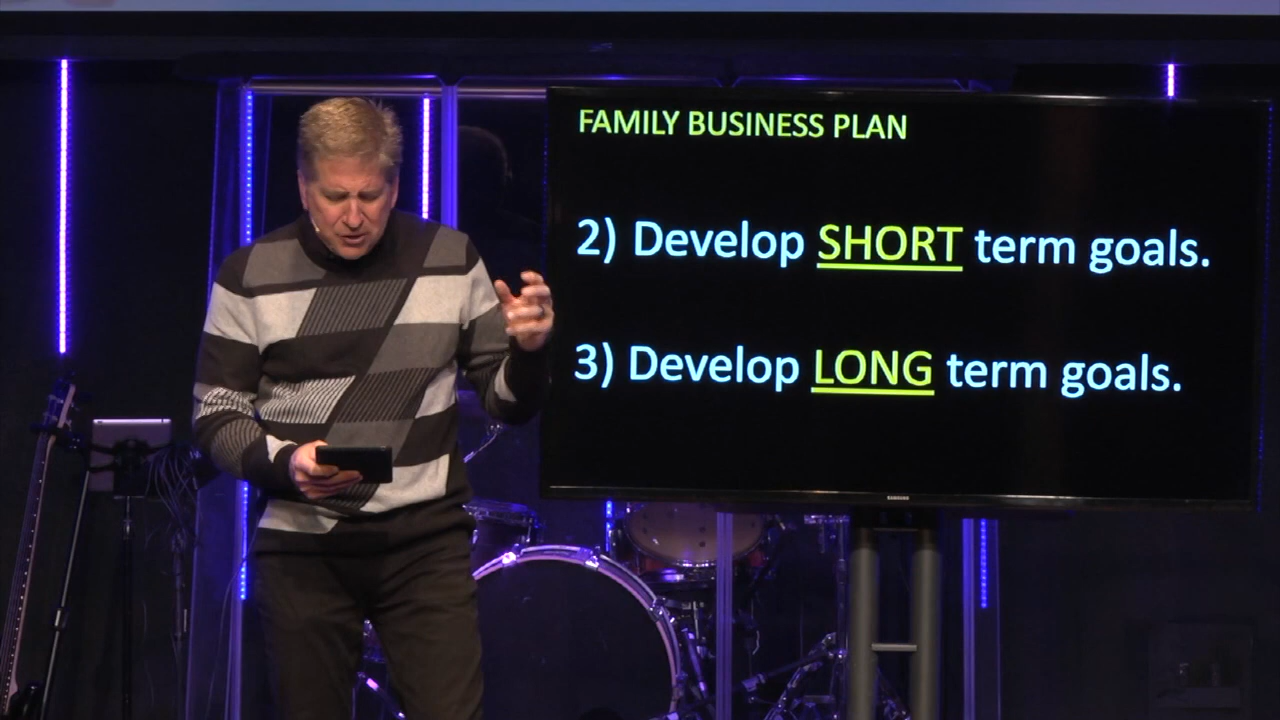 FAMILY BUSINESS PLAN
2) Develop SHORT term goals.
3) Develop LONG term goals.